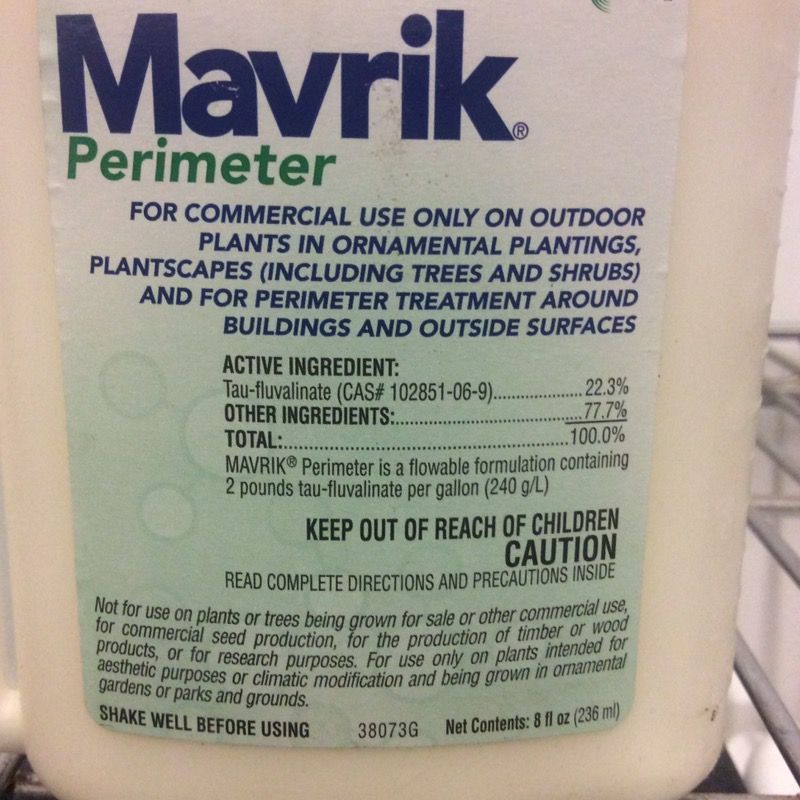 Mavrik®
Perimeter
FOR COMMERCIAL USE ONLY ON OUTDOOR
PLANTS IN ORNAMENTAL PLANTINGS,
PLANTSCAPES (INCLUDING TREES AND SHRUBS)
AND FOR PERIMETER TREATMENT AROUND
BUILDINGS AND OUTSIDE SURFACES
ACTIVE INGREDIENT:
Tau-fluvalinate (CAS# 102851-06-9)..................22.3%
OTHER INGREDIENTS:..................................77.7%
TOTAL:......................................................100.0%
MAVRIK® Perimeter is a flowable formulation containing
2 pounds tau-fluvalinate per gallon (240 g/L)
KEEP OUT OF REACH OF CHILDREN
CAUTION
READ COMPLETE DIRECTIONS AND PRECAUTIONS INSIDE
Not for use on plants or trees being grown for sale or other commercial use,
for commercial seed production, for the production of timber or wood
products, or for research purposes. For use only on plants intended for
aesthetic purposes or climatic modification and being grown in ornamental
gardens or parks and grounds.
SHAKE WELL BEFORE USING 38073G Net Contents: 8 fl oz (236 ml)